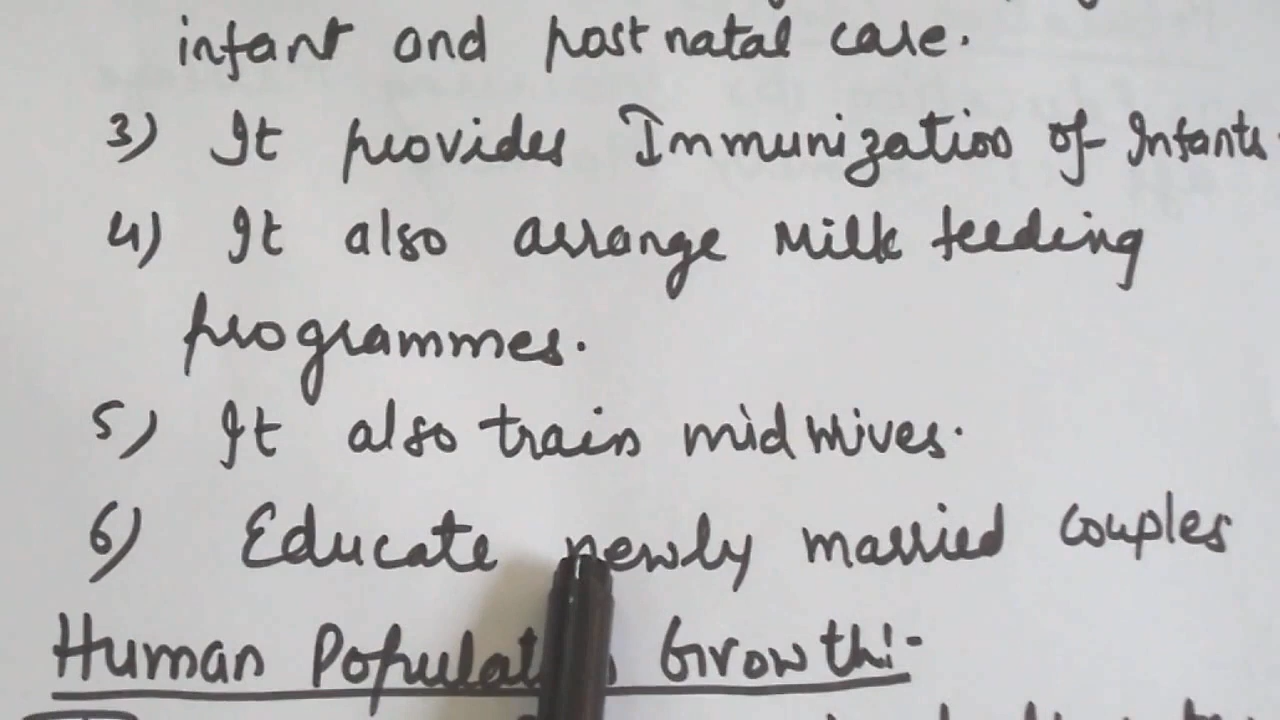 infant and post natal care.
3) It provides Immunization of Infants.
4) It also arrange Milk feeding
programmes.
5) It also train midwives.
6) Educate newly married couples
Human Growth:-